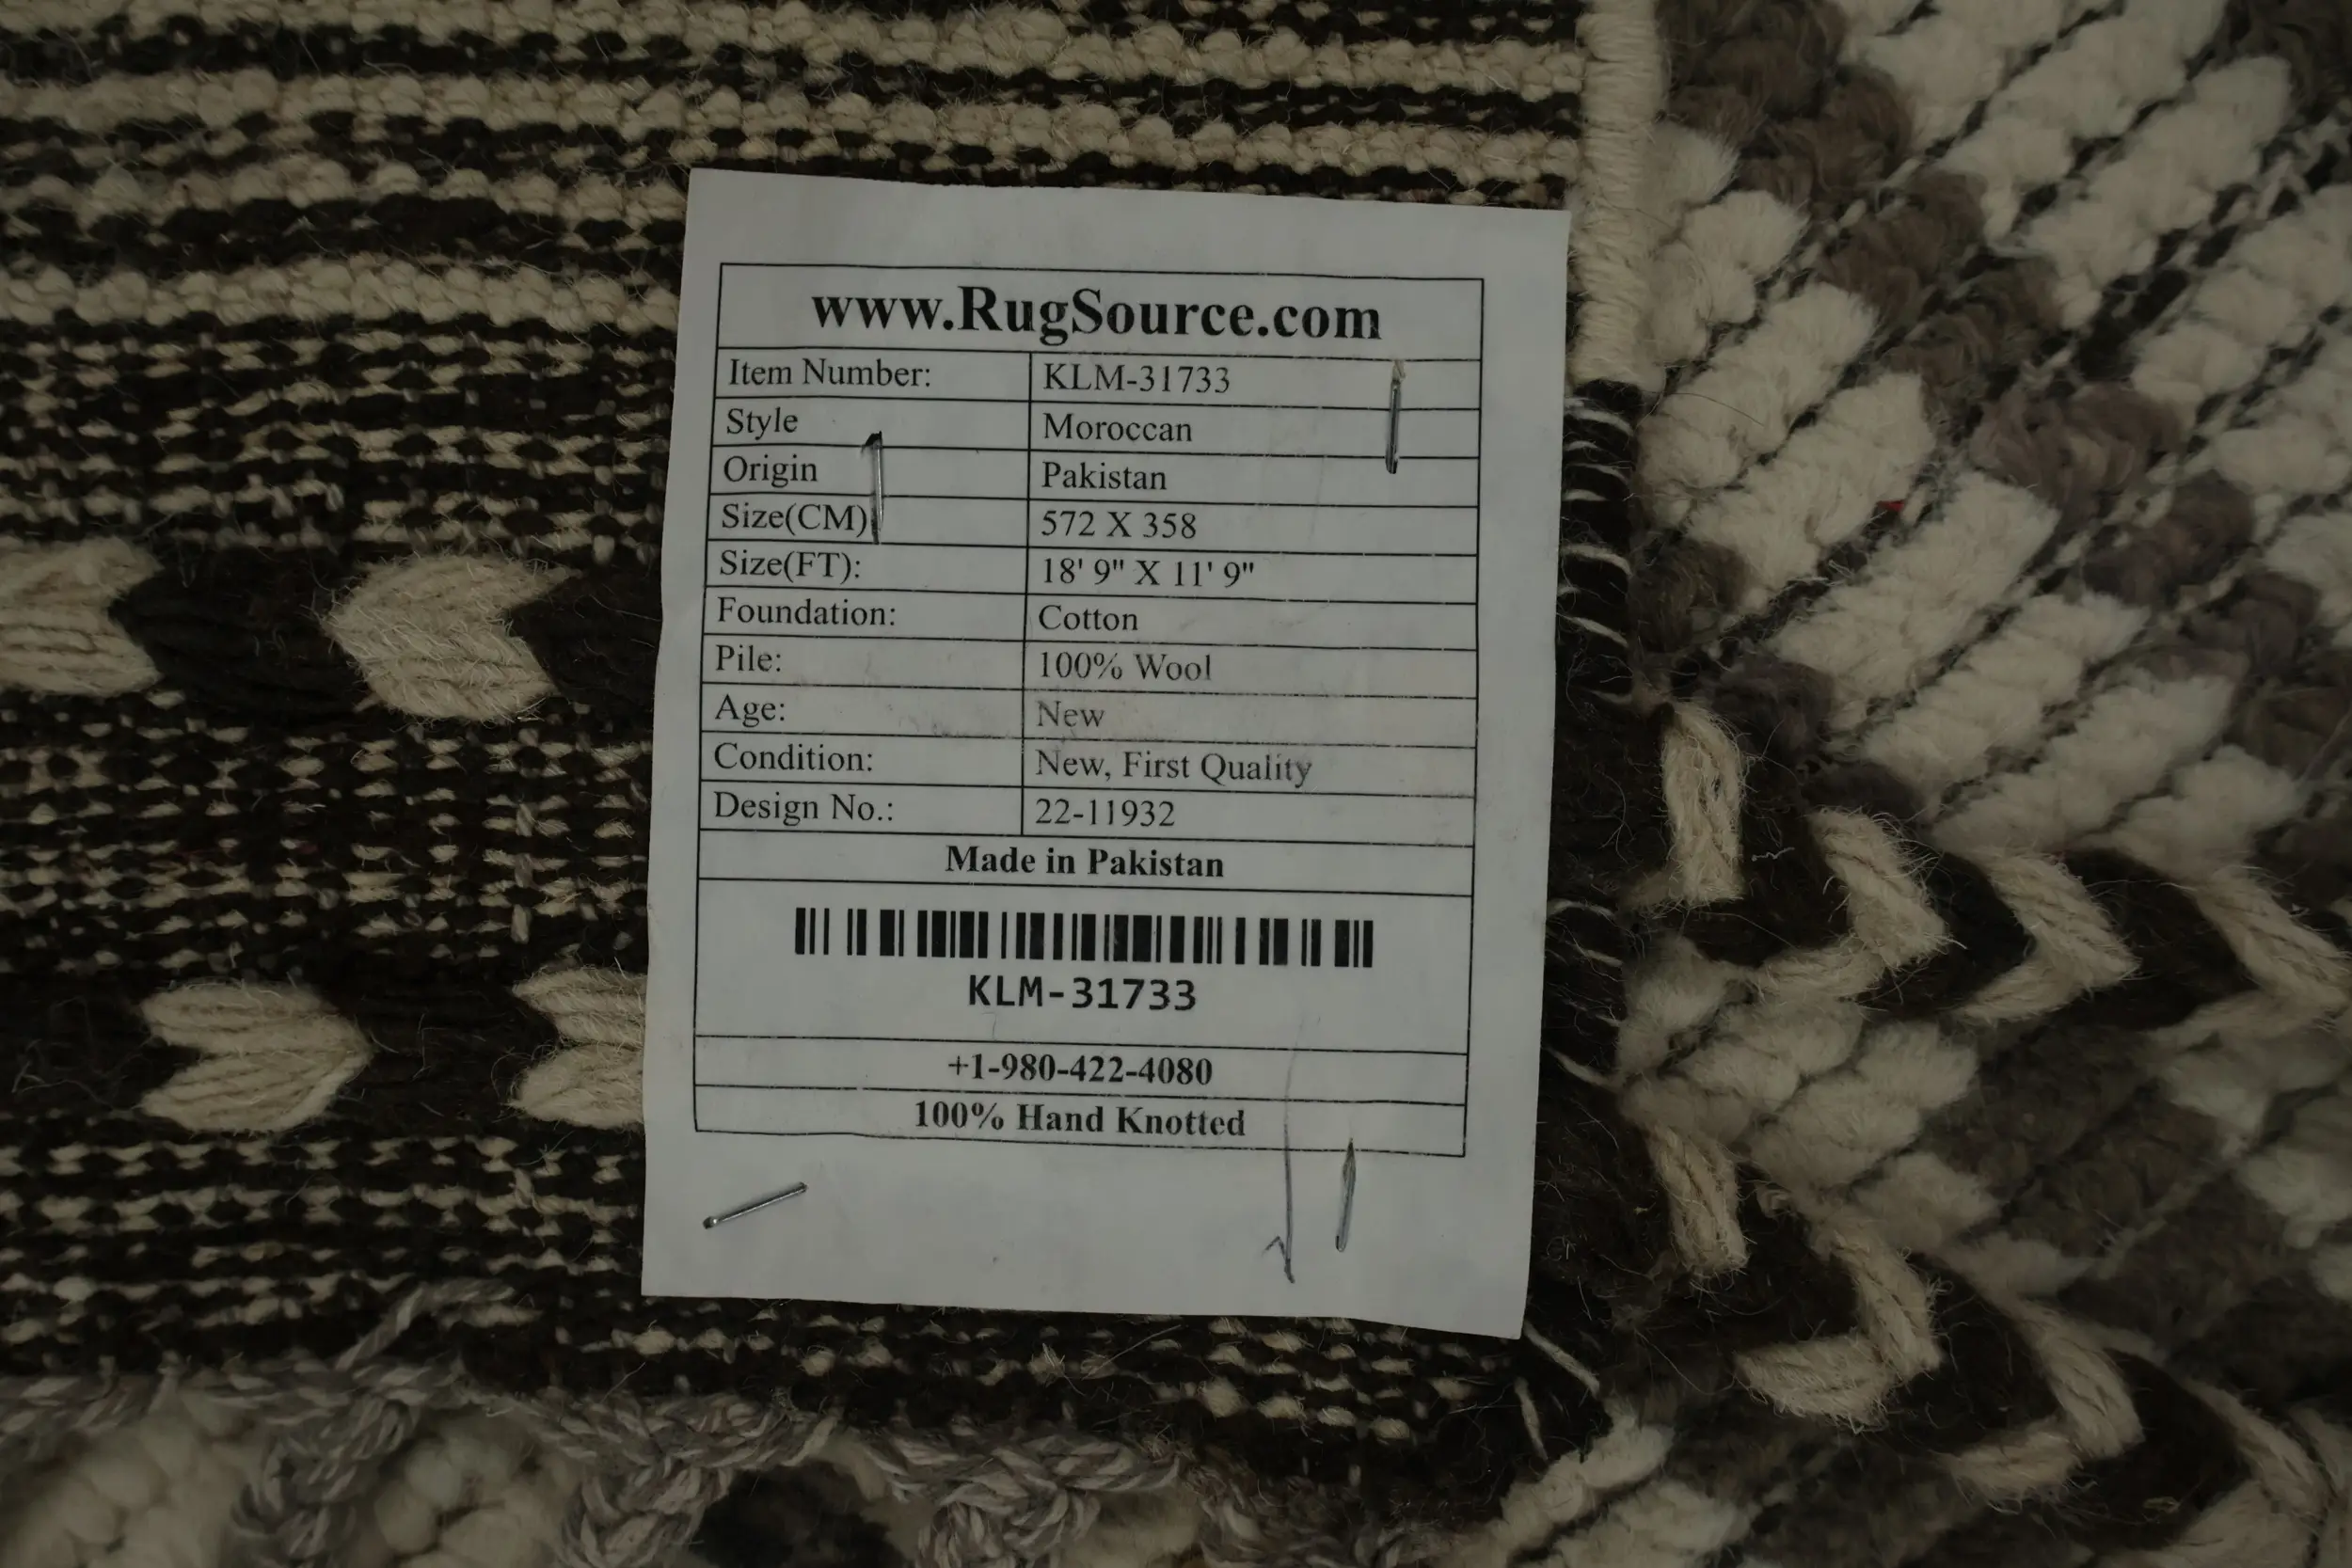 www.RugSource.com
Item Number: KLM-31733
Style Moroccan
Origin Pakistan
Size(CM) 572 X 358
Size(FT): 18' 9" X 11' 9"
Foundation: Cotton
Pile: 100% Wool
Age: New
Condition: New, First Quality
Design No.: 22-11932
Made in Pakistan
KLM-31733
+1-980-422-4080
100% Hand Knotted